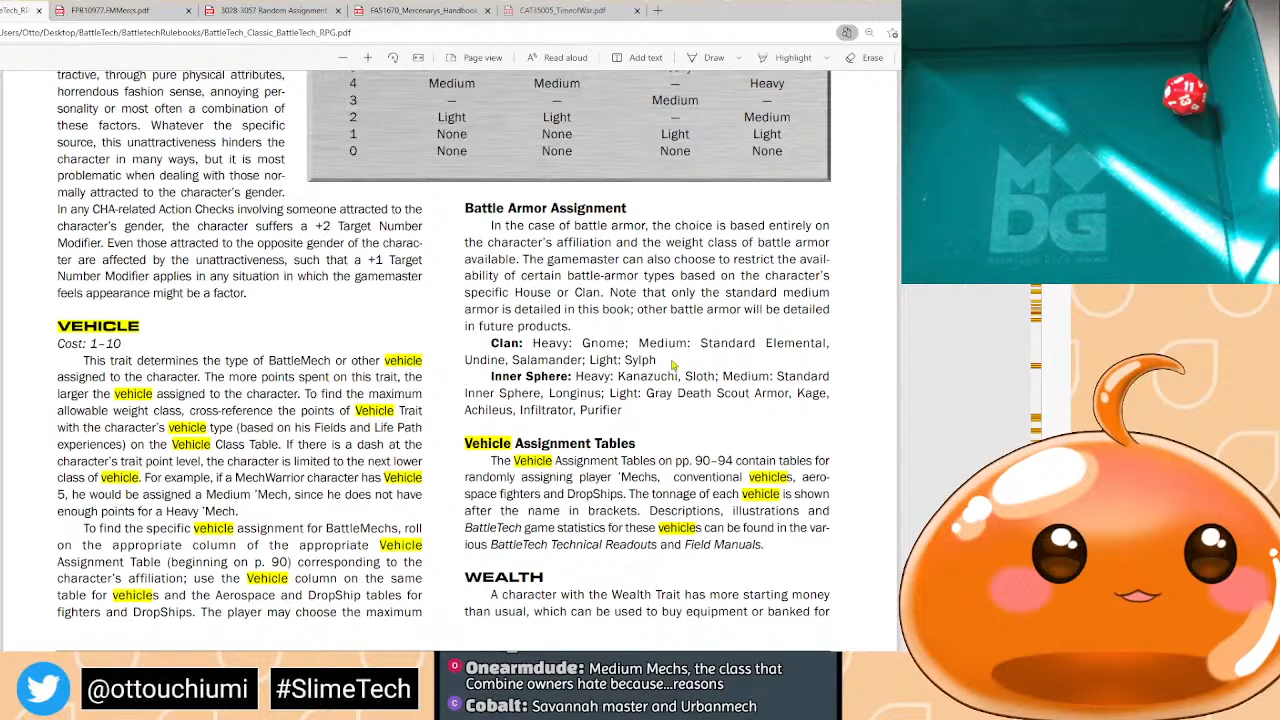 FPR10977.FMMercs.pdf
3028-3057 Random Assignment
FAS1670_Mercenarys_Handbook
CAT35005_TimeofWar.pdf
sers/Otto/Desktop/BattleTech/BattletechRulebooks/BattleTech_Classic_BattleTech_RPG.pdf
Page view
Read aloud
Add text
Draw
Highlight
Erase
tractive, through pure physical attributes,
horrendous fashion sense, annoying per-
sonality or most often a combination of
these factors. Whatever the specific
source, this unattractiveness hinders the
character in many ways, but it is most
problematic when dealing with those nor-
mally attracted to the character's gender.
In any CHA-related Action Checks involving someone attracted to the
character's gender, the character suffers a +2 Target Number
Modifier. Even those attracted to the opposite gender of the charac-
ter are affected by the unattractiveness, such that a +1 Target
Number Modifier applies in any situation in which the gamemaster
feels appearance might be a factor.
VEHICLE
Cost: 1–10
This trait determines the type of BattleMech or other vehicle
assigned to the character. The more points spent on this trait, the
larger the vehicle assigned to the character. To find the maximum
allowable weight class, cross-reference the points of Vehicle Trait
with the character's vehicle type (based on his Fields and Life Path
experiences) on the Vehicle Class Table. If there is a dash at the
character's trait point level, the character is limited to the next lower
class of vehicle. For example, if a MechWarrior character has Vehicle
5, he would be assigned a Medium 'Mech, since he does not have
enough points for a Heavy 'Mech.
To find the specific vehicle assignment for BattleMechs, roll
on the appropriate column of the appropriate Vehicle
Assignment Table (beginning on p. 90) corresponding to the
character's affiliation; use the Vehicle column on the same
table for vehicles and the Aerospace and DropShip tables for
fighters and DropShips. The player may choose the maximum
4 Medium Medium — Heavy
3 — — Medium —
2 Light Light — Medium
1 None None Light Light
0 None None None None
Battle Armor Assignment
In the case of battle armor, the choice is based entirely on
the character's affiliation and the weight class of battle armor
available. The gamemaster can also choose to restrict the avail-
ability of certain battle-armor types based on the character's
specific House or Clan. Note that only the standard medium
armor is detailed in this book; other battle armor will be detailed
in future products.
Clan: Heavy: Gnome; Medium: Standard Elemental,
Undine, Salamander; Light: Sylph
Inner Sphere: Heavy: Kanazuchi, Sloth; Medium: Standard
Inner Sphere, Longinus; Light: Gray Death Scout Armor, Kage,
Achileus, Infiltrator, Purifier
Vehicle Assignment Tables
The Vehicle Assignment Tables on pp. 90–94 contain tables for
randomly assigning player 'Mechs, conventional vehicles, aero-
space fighters and DropShips. The tonnage of each vehicle is shown
after the name in brackets. Descriptions, illustrations and
BattleTech game statistics for these vehicles can be found in the var-
ious BattleTech Technical Readouts and Field Manuals.
WEALTH
A character with the Wealth Trait has more starting money
than usual, which can be used to buy equipment or banked for
MDG
@ottouchiumi
#SlimeTech
Onearmdude: Medium Mechs, the class that
Combine owners hate because...reasons
Cobalt: Savannah master and Urbanmech